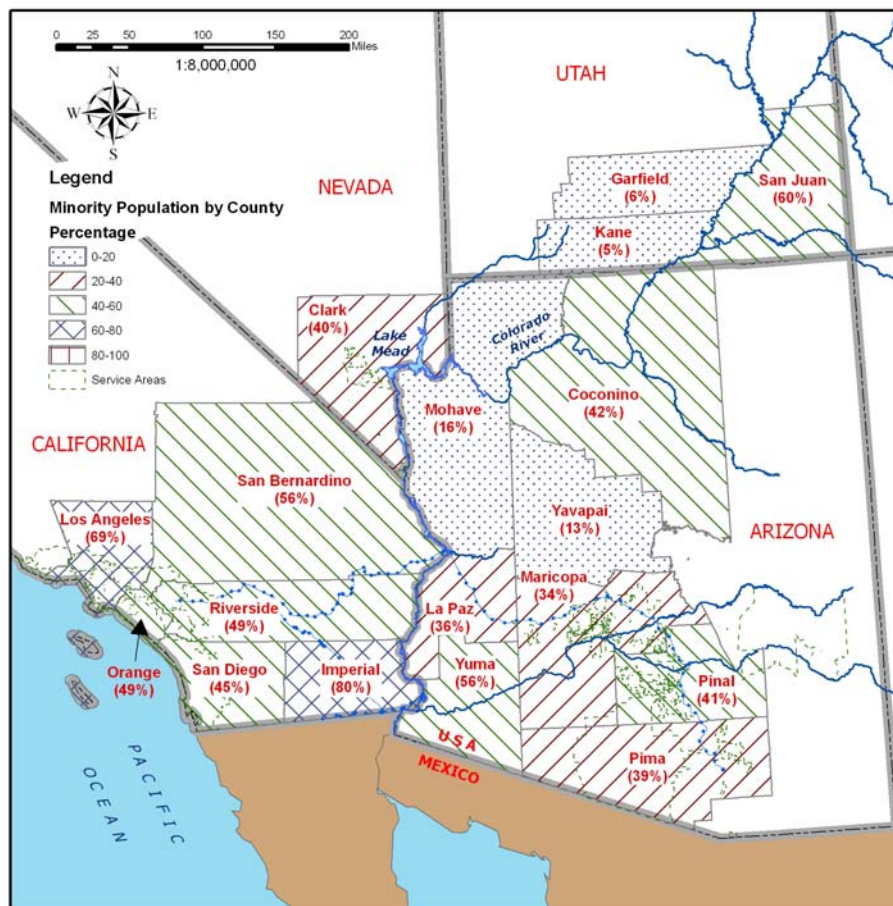 0 25 50 100 150 200
Miles
1:8,000,000
N
W E
S
Legend
Minority Population by County
Percentage
0-20
20-40
40-60
60-80
80-100
Service Areas
UTAH
NEVADA
Garfield
(6%)
San Juan
(60%)
Kane
(5%)
Clark
(40%)
Lake
Mead
Colorado
River
Mohave
(16%)
Coconino
(42%)
CALIFORNIA
San Bernardino
(56%)
Los Angeles
(69%)
Yavapai
(13%)
ARIZONA
Maricopa
(34%)
Riverside
(49%)
La Paz
(36%)
Orange
(49%)
San Diego
(45%)
Imperial
(80%)
Yuma
(56%)
Pinal
(41%)
USA
MEXICO
Pima
(39%)
PACIFIC
OCEAN